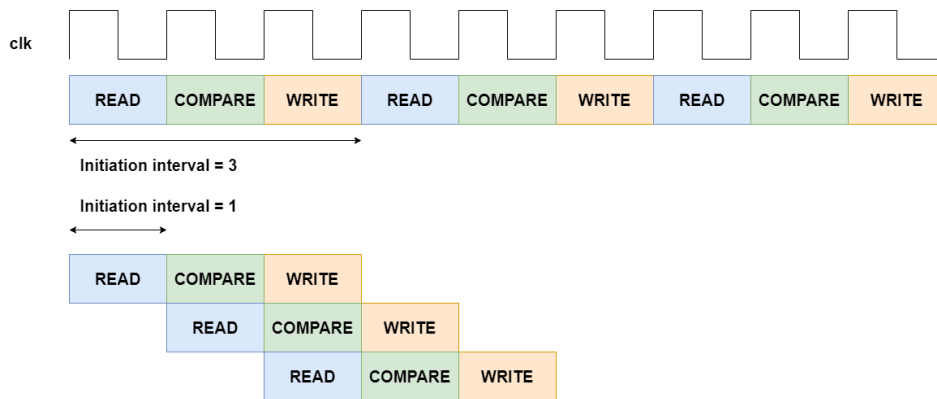 clk
READ COMPARE WRITE READ COMPARE WRITE READ COMPARE WRITE
Initiation interval = 3
Initiation interval = 1
READ COMPARE WRITE
READ COMPARE WRITE
READ COMPARE WRITE